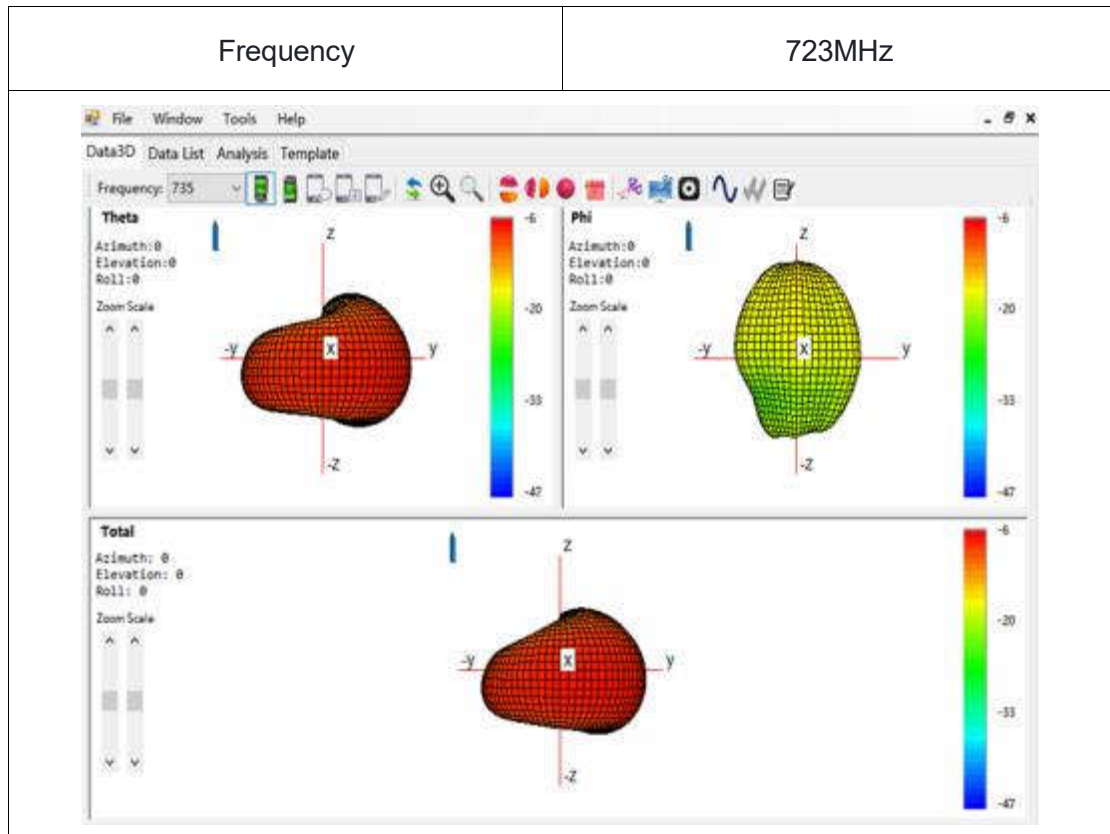 Frequency 723MHz
File Window Tools Help
Data3D Data List Analysis Template
Frequency: 735
Theta
Azimuth:0
Elevation:0
Roll:0
Zoom Scale
z
-y X y
-z
-6
-20
-33
-47
Phi
Azimuth:0
Elevation:0
Roll:0
Zoom Scale
z
-y X y
-z
-6
-20
-33
-47
Total
Azimuth: 0
Elevation: 0
Roll: 0
Zoom Scale
z
-y X y
-z
-6
-20
-33
-47